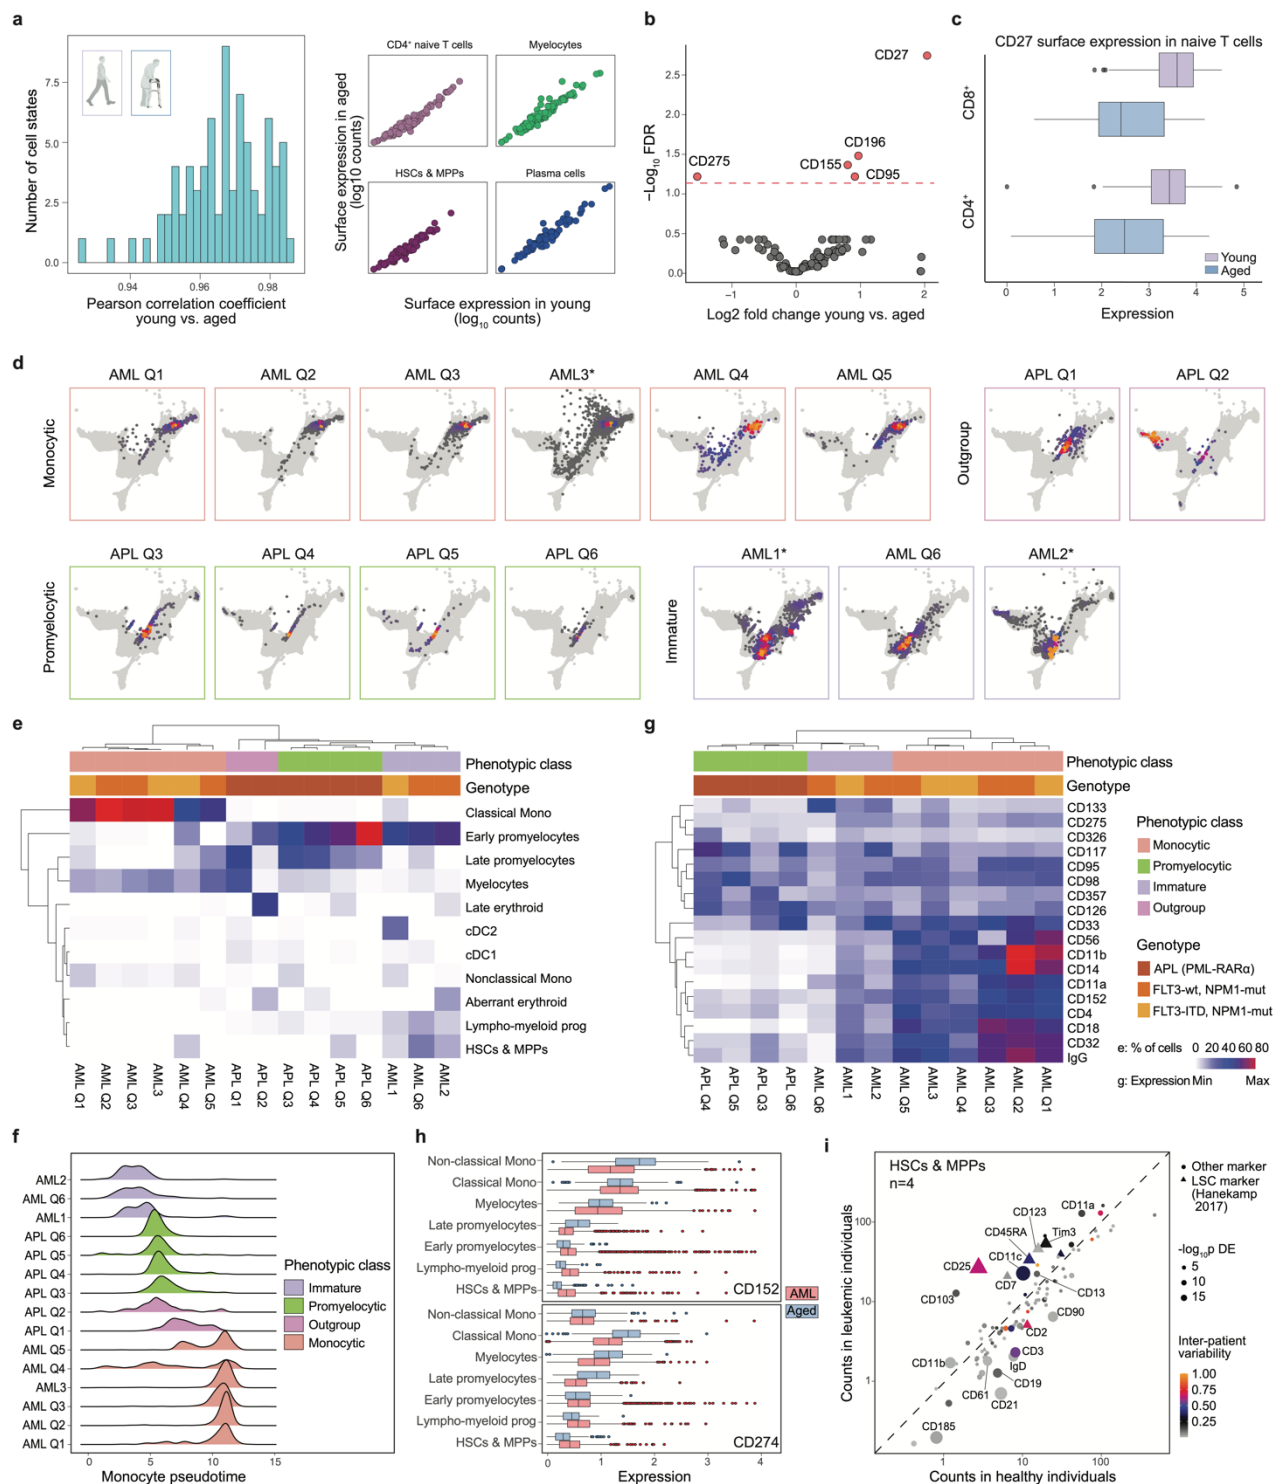 a
Number of cell states
7.5
5.0
2.5
0.0
0.94
0.96
0.98
Pearson correlation coefficient
young vs. aged
Surface expression in aged
(log10 counts)
CD4⁺ naive T cells
Myelocytes
HSCs & MPPs
Plasma cells
Surface expression in young
(log₁₀ counts)
b
−Log₁₀ FDR
2.5
2.0
1.5
1.0
0.5
0.0
CD27
CD196
CD155
CD95
CD275
−1
0
1
2
Log2 fold change young vs. aged
c
CD27 surface expression in naive T cells
CD8⁺
CD4⁺
Young
Aged
0
1
2
3
4
5
Expression
d
Monocytic
AML Q1
AML Q2
AML Q3
AML3*
AML Q4
AML Q5
Outgroup
APL Q1
APL Q2
Promyelocytic
APL Q3
APL Q4
APL Q5
APL Q6
Immature
AML1*
AML Q6
AML2*
e
Phenotypic class
Genotype
Classical Mono
Early promyelocytes
Late promyelocytes
Myelocytes
Late erythroid
cDC2
cDC1
Nonclassical Mono
Aberrant erythroid
Lympho-myeloid prog
HSCs & MPPs
AML Q1
AML Q2
AML Q3
AML3
AML Q4
AML Q5
APL Q1
APL Q2
APL Q3
APL Q4
APL Q5
APL Q6
AML1
AML Q6
AML2
g
Phenotypic class
Genotype
CD133
CD275
CD326
CD117
CD95
CD98
CD357
CD126
CD33
CD56
CD11b
CD14
CD11a
CD152
CD4
CD18
CD32
IgG
APL Q4
APL Q5
APL Q3
APL Q6
AML Q6
AML1
AML2
AML Q5
AML3
AML Q4
AML Q3
AML Q2
AML Q1
Phenotypic class
Monocytic
Promyelocytic
Immature
Outgroup
Genotype
APL (PML-RARα)
FLT3-wt, NPM1-mut
FLT3-ITD, NPM1-mut
e: % of cells
0 20 40 60 80
g: Expression
Min
Max
f
AML2
AML Q6
AML1
APL Q6
APL Q5
APL Q4
APL Q3
APL Q2
APL Q1
AML Q5
AML Q4
AML3
AML Q3
AML Q2
AML Q1
0
5
10
15
Monocyte pseudotime
Phenotypic class
Immature
Promyelocytic
Outgroup
Monocytic
h
Non-classical Mono
Classical Mono
Myelocytes
Late promyelocytes
Early promyelocytes
Lympho-myeloid prog
HSCs & MPPs
CD152
AML
Aged
Non-classical Mono
Classical Mono
Myelocytes
Late promyelocytes
Early promyelocytes
Lympho-myeloid prog
HSCs & MPPs
CD274
0
1
2
3
4
Expression
i
HSCs & MPPs
n=4
Counts in leukemic individuals
100
10
1
CD11a
CD123
Tim3
CD45RA
CD11c
CD25
CD7
CD13
CD103
CD90
CD2
CD3
IgD
CD11b
CD19
CD61
CD21
CD185
1
10
100
Counts in healthy individuals
Other marker
LSC marker
(Hanekamp
2017)
-log₁₀p DE
5
10
15
Inter-patient
variability
1.00
0.75
0.50
0.25